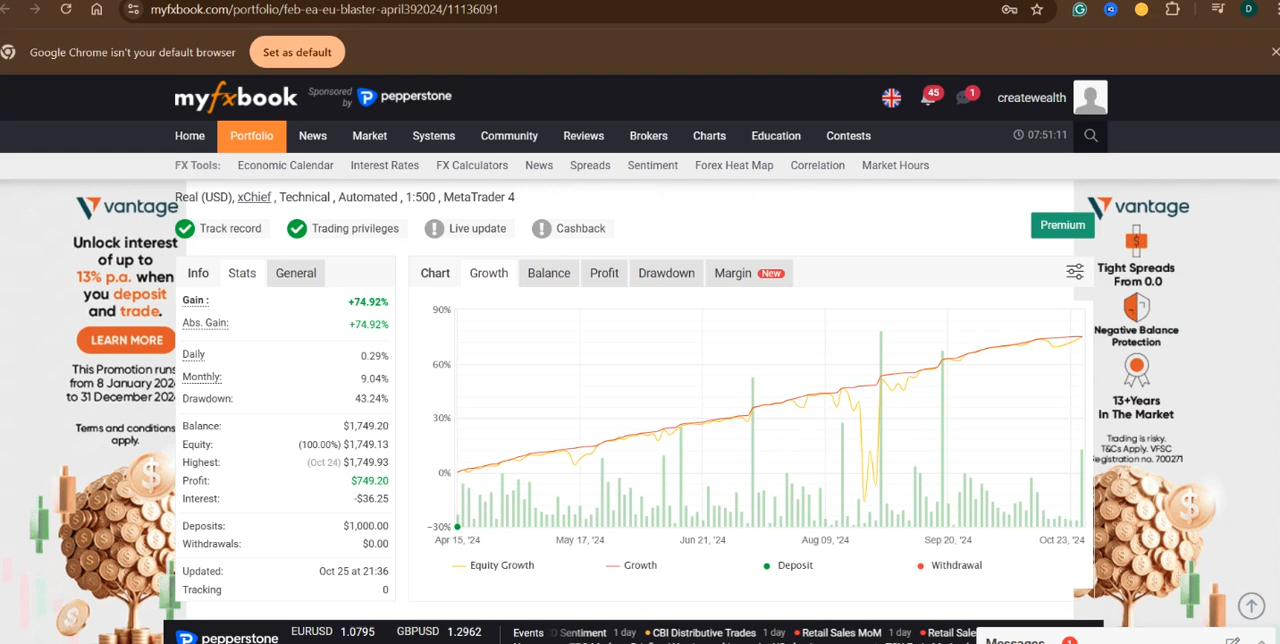 myfxbook.com/portfolio/feb-ea-eu-blaster-april392024/11136091
D
Google Chrome isn't your default browser
Set as default
myfxbook
Sponsored by
pepperstone
45
1
createwealth
Home
Portfolio
News
Market
Systems
Community
Reviews
Brokers
Charts
Education
Contests
07:51:11
FX Tools:
Economic Calendar
Interest Rates
FX Calculators
News
Spreads
Sentiment
Forex Heat Map
Correlation
Market Hours
Real (USD), xChief , Technical , Automated , 1:500 , MetaTrader 4
Track record
Trading privileges
Live update
Cashback
Premium
vantage
Unlock interest
of up to
13% p.a. when
you deposit
and trade.
LEARN MORE
This Promotion runs
from 8 January 202
to 31 December 202
Terms and conditions
apply.
Info
Stats
General
Gain : +74.92%
Abs. Gain: +74.92%
Daily 0.29%
Monthly: 9.04%
Drawdown: 43.24%
Balance: $1,749.20
Equity: (100.00%) $1,749.13
Highest: (Oct 24) $1,749.93
Profit: $749.20
Interest: -$36.25
Deposits: $1,000.00
Withdrawals: $0.00
Updated: Oct 25 at 21:36
Tracking 0
Chart
Growth
Balance
Profit
Drawdown
Margin New
90%
60%
30%
0%
−30%
Apr 15, '24
May 17, '24
Jun 21, '24
Aug 09, '24
Sep 20, '24
Oct 23, '24
Equity Growth
Growth
Deposit
Withdrawal
vantage
Tight Spreads
From 0.0
Negative Balance
Protection
13+Years
In The Market
Trading is risky.
T&Cs Apply. VFSC
egistration no. 700271
pepperstone
EURUSD 1.0795
GBPUSD 1.2962
Events
Sentiment 1 day
CBI Distributive Trades 1 day
Retail Sales MoM 1 day
Retail Sale
Messages
1